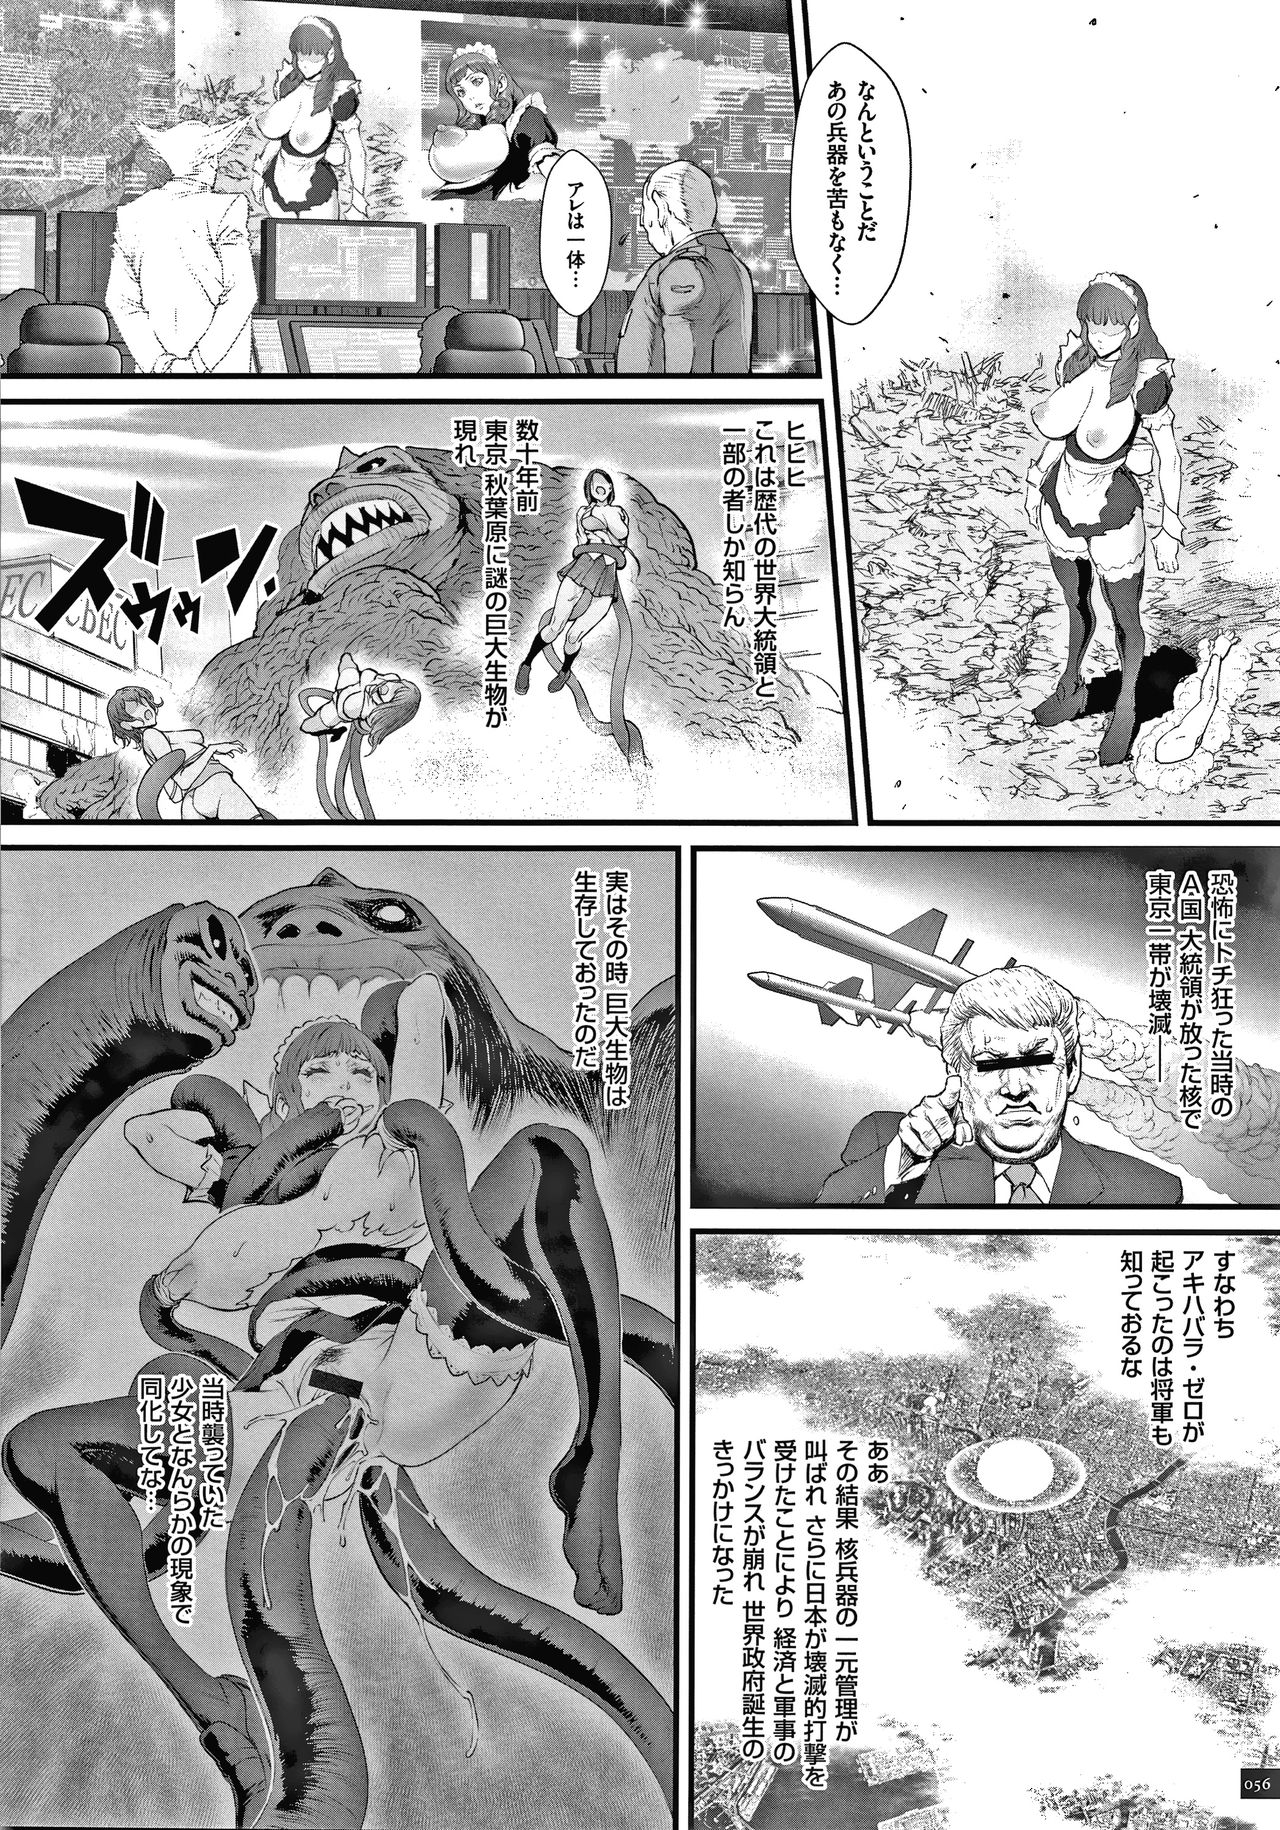 なんということだ
あの兵器を苦もなく…
アレは一体…
ヒヒヒ
これは歴代の世界大統領と
一部の者しか知らん
数十年前
東京 秋葉原に謎の巨大生物が
現れ
ズゥゥン
EC
BEC
恐怖にトチ狂った当時の
A国 大統領が放った核で
東京一帯が壊滅――
すなわち
アキハバラ・ゼロが
起こったのは将軍も
知っておるな
ああ
その結果 核兵器の一元管理が
叫ばれ さらに日本が壊滅的打撃を
受けたことにより 経済と軍事の
バランスが崩れ 世界政府誕生の
きっかけになった
実はその時 巨大生物は
生存しておったのだ
当時襲っていた
少女となんらかの現象で
同化してな…
056